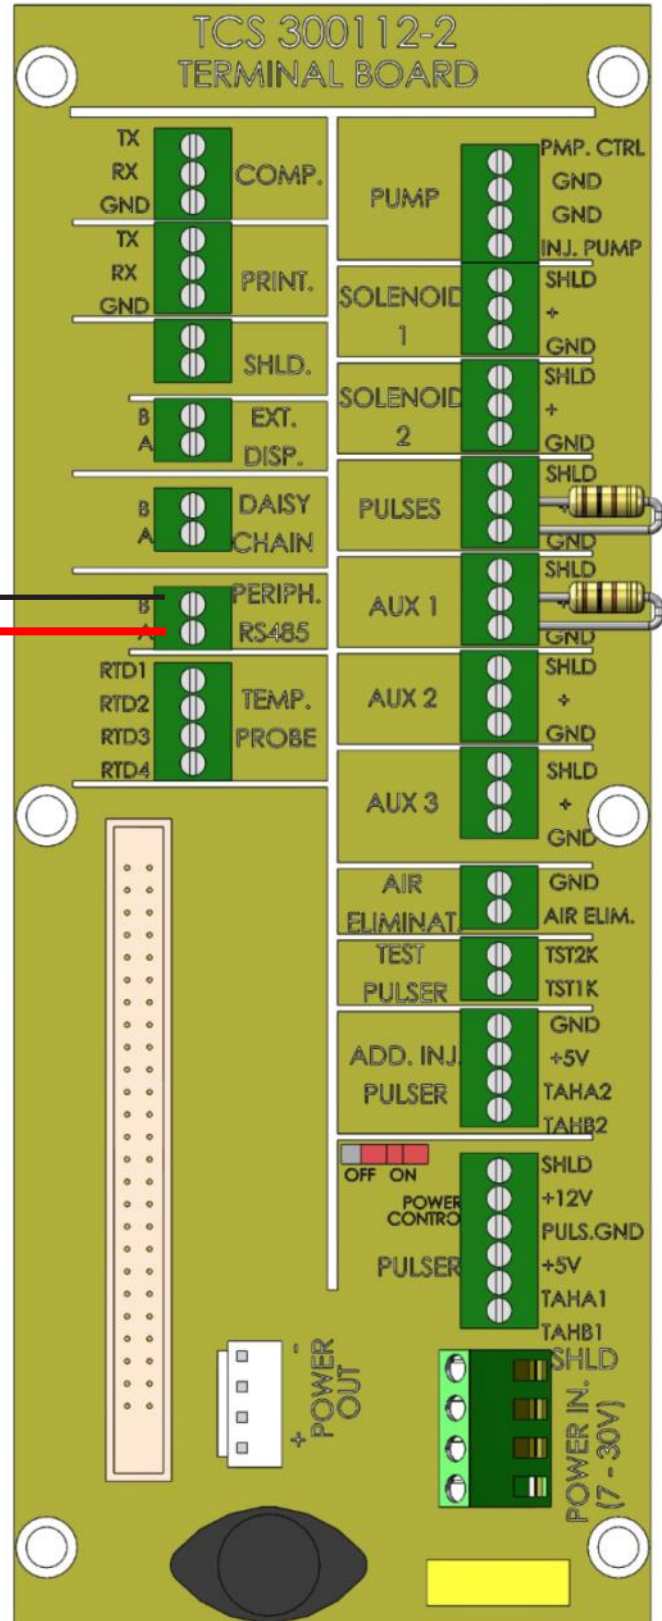 TCS 300112-2
TERMINAL BOARD
TX
RX
GND
COMP.
TX
RX
GND
PRINT.
SHLD.
B
A
EXT.
DISP.
B
A
DAISY
CHAIN
B
A
PERIPH.
RS485
RTD1
RTD2
RTD3
RTD4
TEMP.
PROBE
PUMP
PMP. CTRL
GND
GND
INJ. PUMP
SOLENOID
1
SHLD
+
GND
SOLENOID
2
SHLD
+
GND
PULSES
SHLD
+
GND
AUX 1
SHLD
GND
AUX 2
SHLD
+
GND
AUX 3
SHLD
+
GND
AIR
ELIMINAT.
GND
AIR ELIM.
TEST
PULSER
TST2K
TST1K
ADD. INJ.
PULSER
GND
+5V
TAHA2
TAHB2
OFF ON
POWER
CONTRO
PULSER
SHLD
+12V
PULS.GND
+5V
TAHA1
TAHB1
- +
POWER
OUT
SHLD
POWER IN.
(7 - 30V)